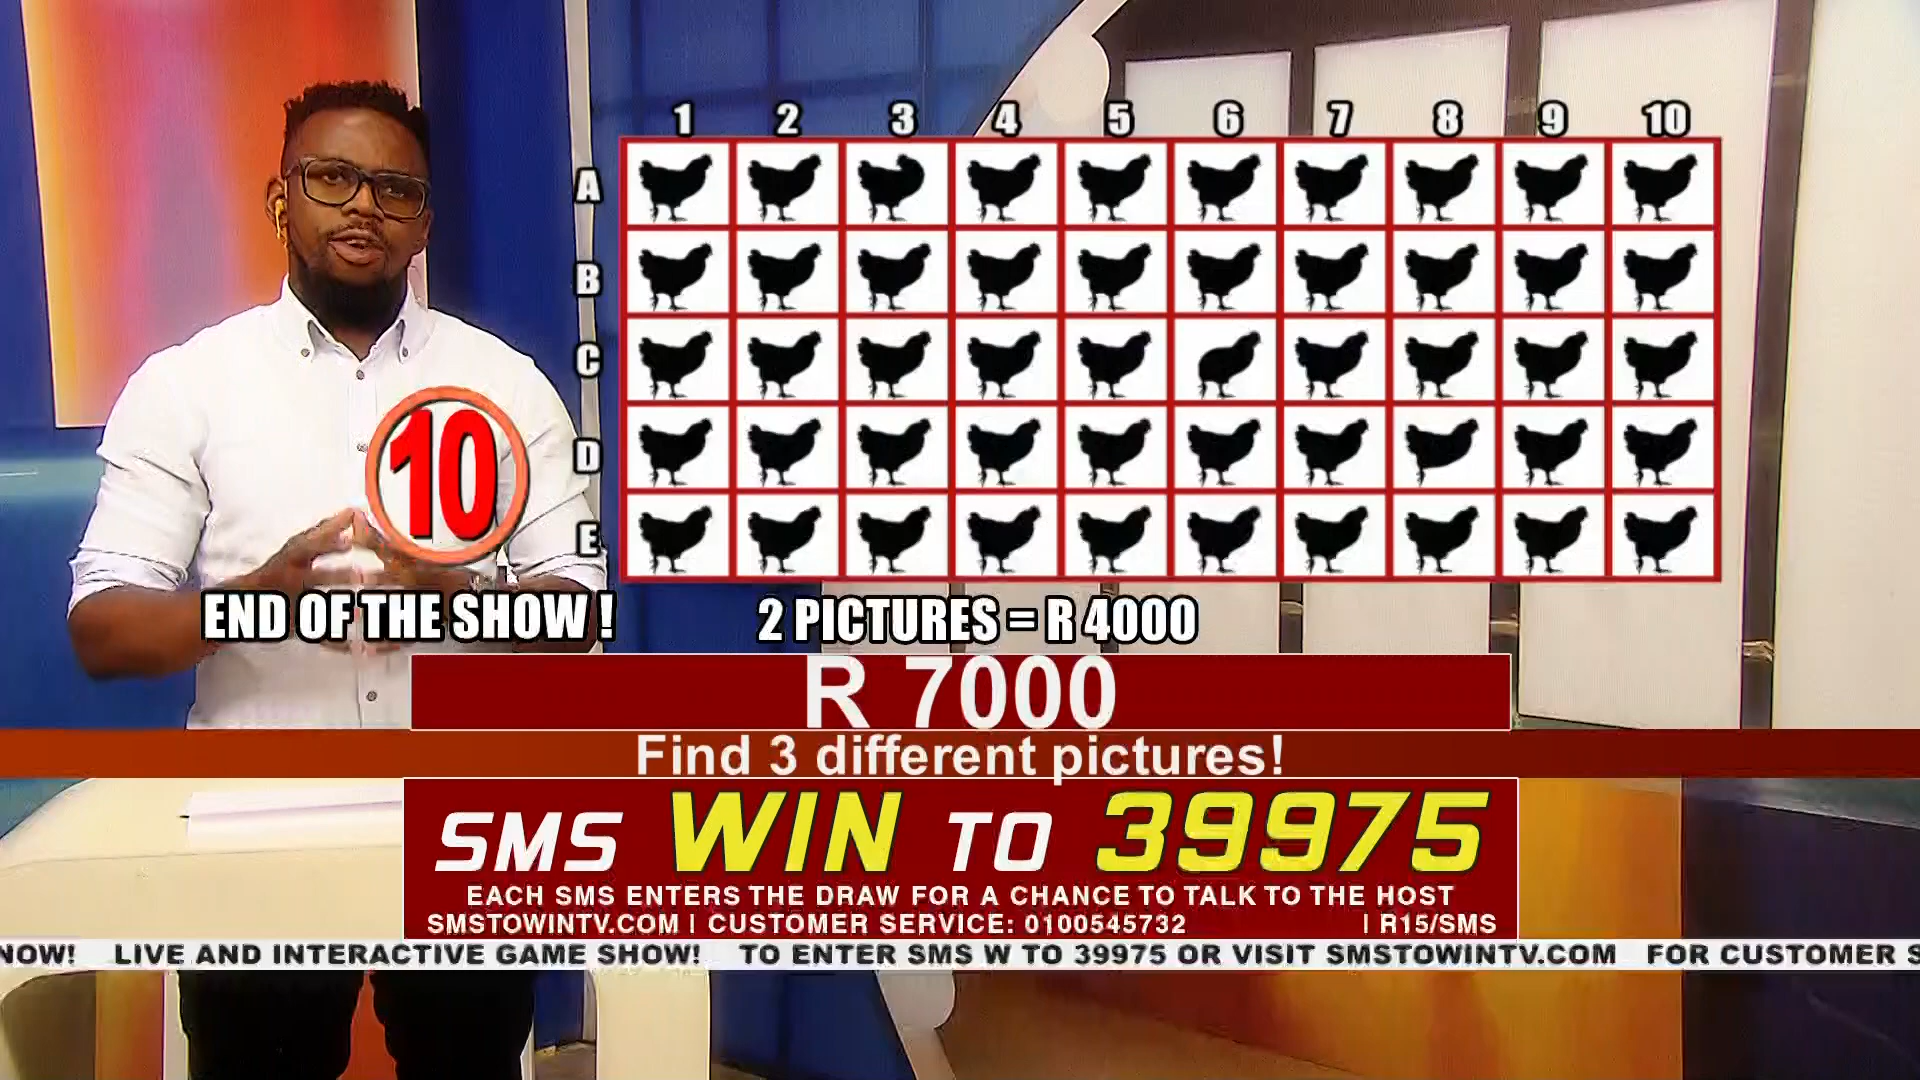 1 2 3 4 5 6 7 8 9 10
A
B
C
D
E
10
END OF THE SHOW !
2 PICTURES = R 4000
R 7000
Find 3 different pictures!
SMS WIN TO 39975
EACH SMS ENTERS THE DRAW FOR A CHANCE TO TALK TO THE HOST
SMSTOWINTV.COM | CUSTOMER SERVICE: 0100545732 | R15/SMS
NOW! LIVE AND INTERACTIVE GAME SHOW! TO ENTER SMS W TO 39975 OR VISIT SMSTOWINTV.COM FOR CUSTOMER S